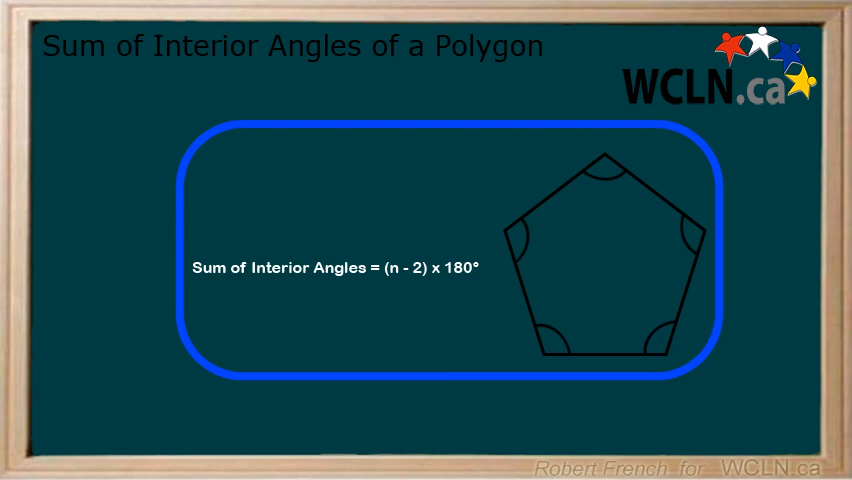 Sum of Interior Angles of a Polygon
WCLN.ca
Sum of Interior Angles = (n - 2) x 180°
Robert French for WCLN.ca